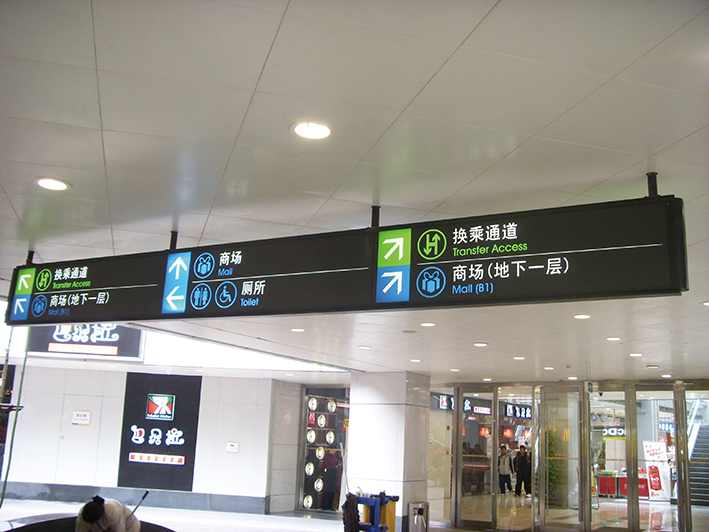 换乘通道
Transfer Access
商场(地下一层)
Mall (B1)
商场
Mall
厕所
Toilet
换乘通道
Transfer Access
商场(地下一层)
Mall (B1)